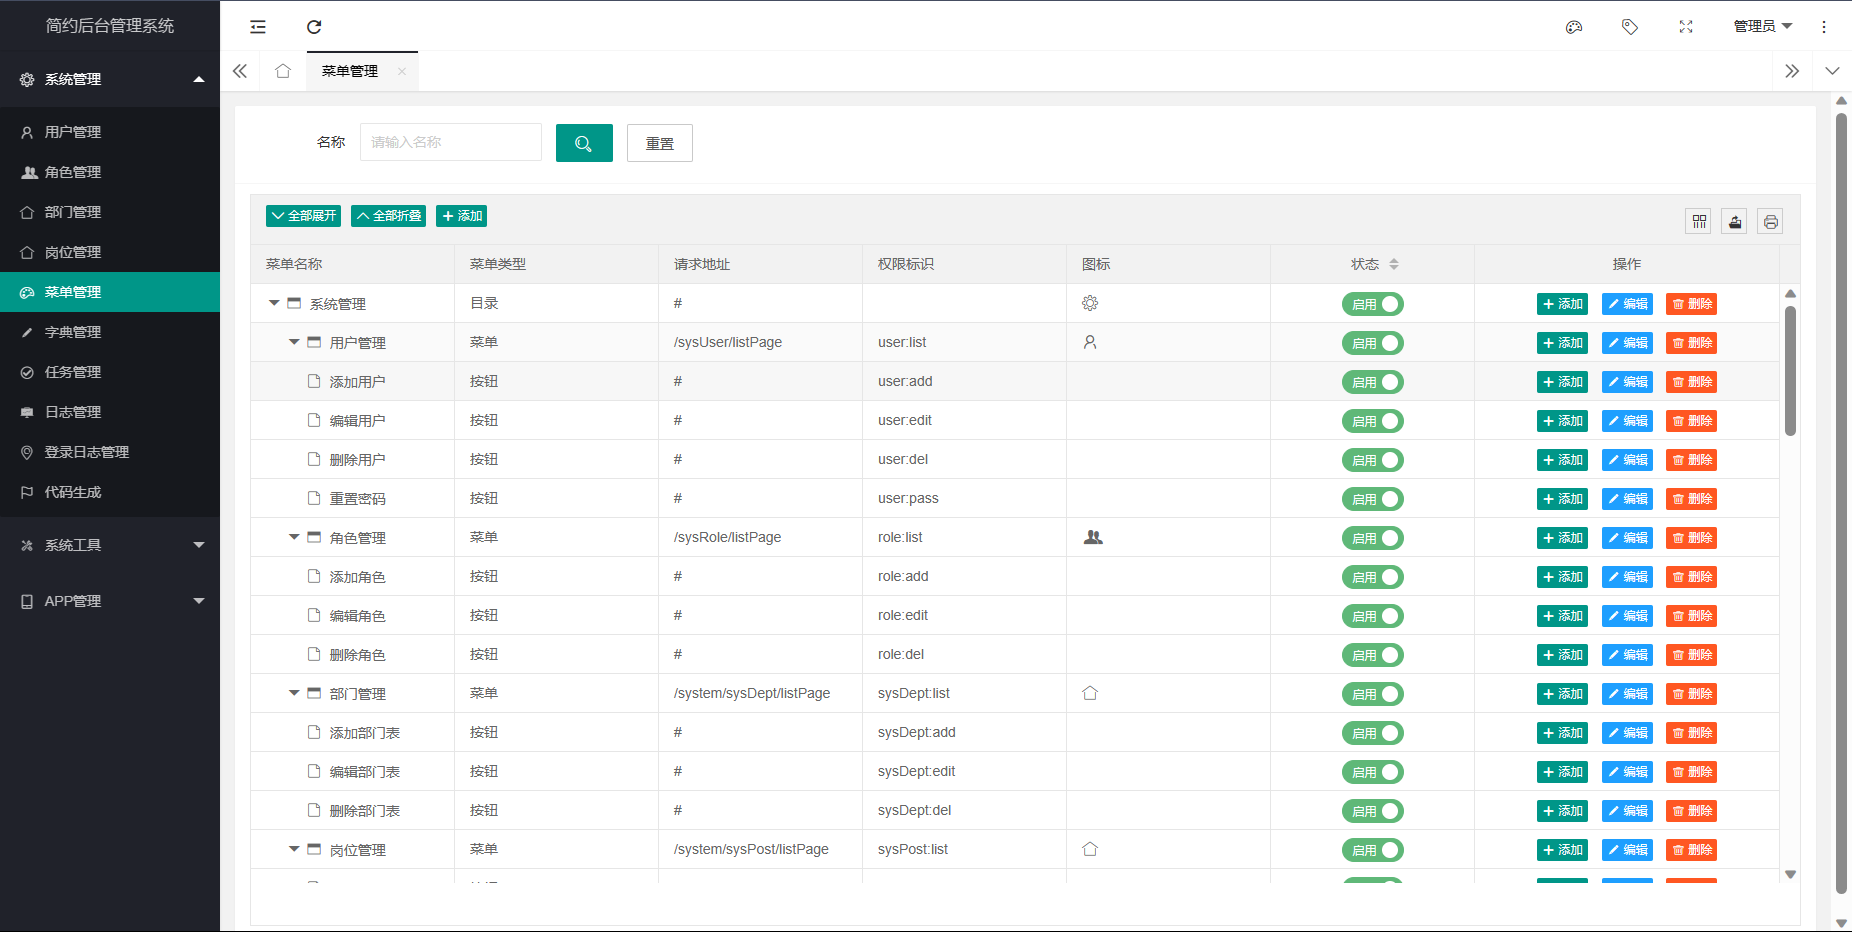 简约后台管理系统
管理员
系统管理
用户管理
角色管理
部门管理
岗位管理
菜单管理
字典管理
任务管理
日志管理
登录日志管理
代码生成
系统工具
APP管理
菜单管理
名称 请输入名称 重置
全部展开 全部折叠 添加
菜单名称 菜单类型 请求地址 权限标识 图标 状态 操作
系统管理 目录 # 启用 添加 编辑 删除
用户管理 菜单 /sysUser/listPage user:list 启用 添加 编辑 删除
添加用户 按钮 # user:add 启用 添加 编辑 删除
编辑用户 按钮 # user:edit 启用 添加 编辑 删除
删除用户 按钮 # user:del 启用 添加 编辑 删除
重置密码 按钮 # user:pass 启用 添加 编辑 删除
角色管理 菜单 /sysRole/listPage role:list 启用 添加 编辑 删除
添加角色 按钮 # role:add 启用 添加 编辑 删除
编辑角色 按钮 # role:edit 启用 添加 编辑 删除
删除角色 按钮 # role:del 启用 添加 编辑 删除
部门管理 菜单 /system/sysDept/listPage sysDept:list 启用 添加 编辑 删除
添加部门表 按钮 # sysDept:add 启用 添加 编辑 删除
编辑部门表 按钮 # sysDept:edit 启用 添加 编辑 删除
删除部门表 按钮 # sysDept:del 启用 添加 编辑 删除
岗位管理 菜单 /system/sysPost/listPage sysPost:list 启用 添加 编辑 删除